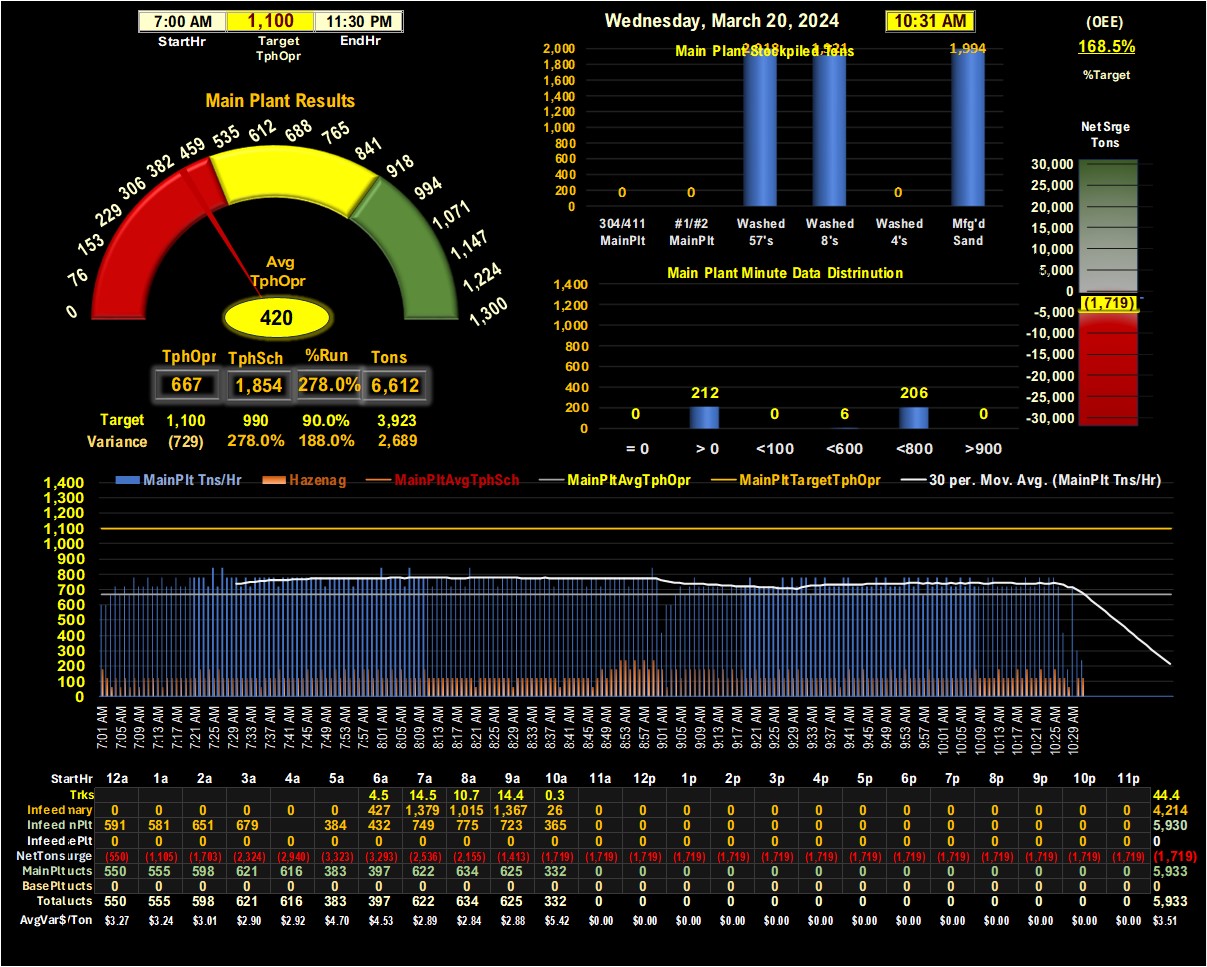 7:00 AM 1,100 11:30 PM
StartHr Target TphOpr EndHr
Wednesday, March 20, 2024 10:31 AM
(OEE)
168.5%
%Target
Main Plant Results
0 76 153 229 306 382 459 535 612 688 765 841 918 994 1,071 1,147 1,224 1,300
Avg
TphOpr
420
TphOpr TphSch %Run Tons
667 1,854 278.0% 6,612
Target 1,100 990 90.0% 3,923
Variance (729) 278.0% 188.0% 2,689
Main Plant Stockpiled Tons
2,000
1,800
1,600
1,400
1,200
1,000
800
600
400
200
0
0 0 0 1,994
304/411 MainPlt
#1/#2 MainPlt
Washed 57's
Washed 8's
Washed 4's
Mfg'd Sand
Main Plant Minute Data Distrinution
1,400
1,200
1,000
800
600
400
200
0
0 212 0 6 206 0
= 0 > 0 <100 <600 <800 >900
Net Srge
Tons
30,000
25,000
20,000
15,000
10,000
5,000
0
(1,719)
-5,000
-10,000
-15,000
-20,000
-25,000
-30,000
MainPlt Tns/Hr Hazenag MainPltAvgTphSch MainPltAvgTphOpr MainPltTargetTphOpr 30 per. Mov. Avg. (MainPlt Tns/Hr)
1,400
1,300
1,200
1,100
1,000
900
800
700
600
500
400
300
200
100
0
7:01 AM 7:05 AM 7:09 AM 7:13 AM 7:17 AM 7:21 AM 7:25 AM 7:29 AM 7:33 AM 7:37 AM 7:41 AM 7:45 AM 7:49 AM 7:53 AM 7:57 AM 8:01 AM 8:05 AM 8:09 AM 8:13 AM 8:17 AM 8:21 AM 8:25 AM 8:29 AM 8:33 AM 8:37 AM 8:41 AM 8:45 AM 8:49 AM 8:53 AM 8:57 AM 9:01 AM 9:05 AM 9:09 AM 9:13 AM 9:17 AM 9:21 AM 9:25 AM 9:29 AM 9:33 AM 9:37 AM 9:41 AM 9:45 AM 9:49 AM 9:53 AM 9:57 AM 10:01 AM 10:05 AM 10:09 AM 10:13 AM 10:17 AM 10:21 AM 10:25 AM 10:29 AM
StartHr 12a 1a 2a 3a 4a 5a 6a 7a 8a 9a 10a 11a 12p 1p 2p 3p 4p 5p 6p 7p 8p 9p 10p 11p
Trks 4.5 14.5 10.7 14.4 0.3 44.4
Infeed nary 0 0 0 0 0 0 427 1,379 1,015 1,367 26 0 0 0 0 0 0 0 0 0 0 0 0 0 4,214
Infeed nPlt 591 581 651 679 384 432 749 775 723 365 0 0 0 0 0 0 0 0 0 0 0 0 0 5,930
Infeed ePlt 0 0 0 0 0 0 0 0 0 0 0 0 0 0 0 0 0 0 0 0 0 0 0 0
NetTons urge (550) (1,105) (1,703) (2,324) (2,940) (3,323) (3,293) (2,536) (2,155) (1,413) (1,719) (1,719) (1,719) (1,719) (1,719) (1,719) (1,719) (1,719) (1,719) (1,719) (1,719) (1,719) (1,719) (1,719) (1,719)
MainPlt ucts 550 555 598 621 616 383 397 622 634 625 332 0 0 0 0 0 0 0 0 0 0 0 0 0 5,933
BasePlt ucts 0 0 0 0 0 0 0 0 0 0 0 0 0 0 0 0 0 0 0 0 0 0 0 0 0
Total ucts 550 555 598 621 616 383 397 622 634 625 332 0 0 0 0 0 0 0 0 0 0 0 0 0 5,933
AvgVar$/Ton $3.27 $3.24 $3.01 $2.90 $2.92 $4.70 $4.53 $2.89 $2.84 $2.88 $5.42 $0.00 $0.00 $0.00 $0.00 $0.00 $0.00 $0.00 $0.00 $0.00 $0.00 $0.00 $0.00 $0.00 $3.51